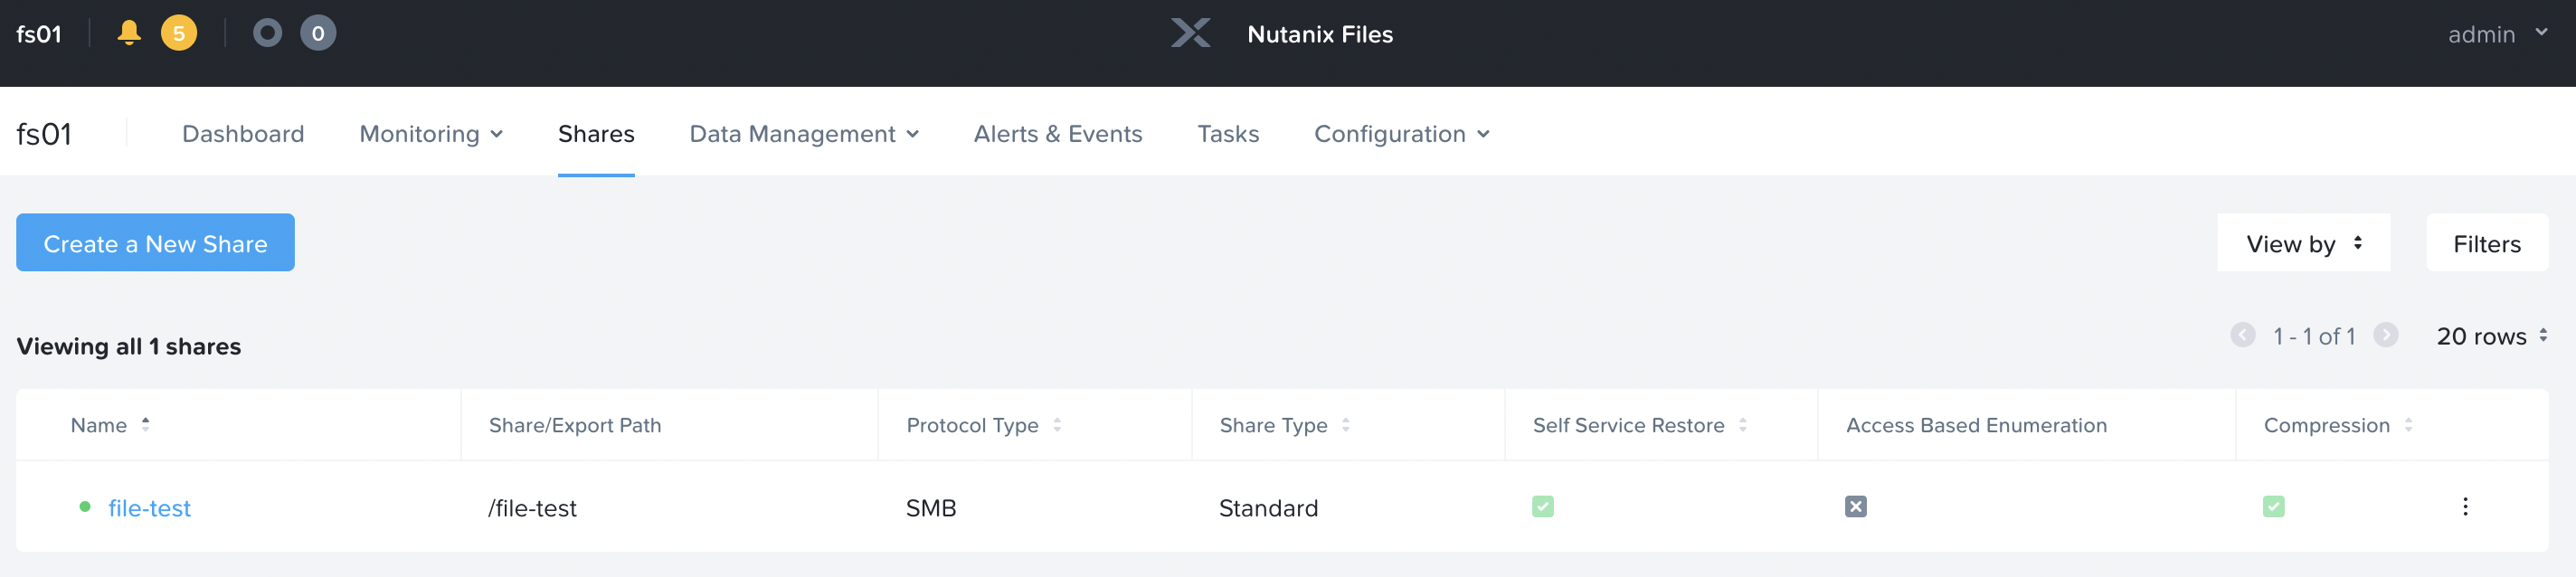 fs01 5 0 Nutanix Files admin
fs01 Dashboard Monitoring Shares Data Management Alerts & Events Tasks Configuration
Create a New Share View by Filters
Viewing all 1 shares 1 - 1 of 1 20 rows
Name Share/Export Path Protocol Type Share Type Self Service Restore Access Based Enumeration Compression
file-test /file-test SMB Standard